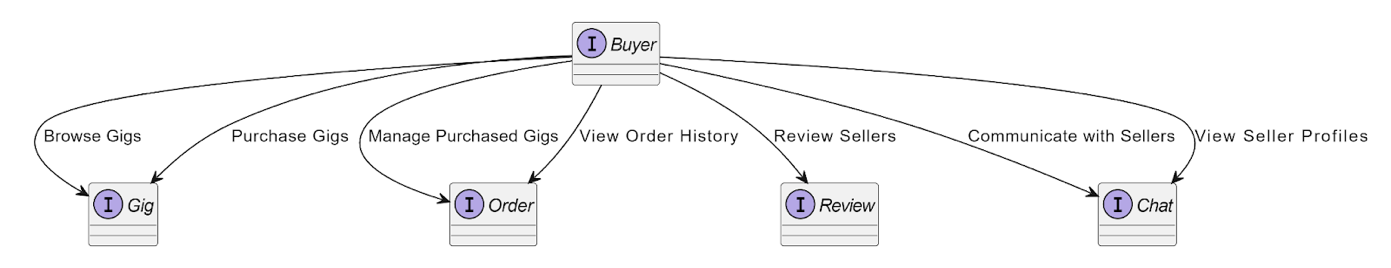 I Buyer
Browse Gigs
Purchase Gigs
Manage Purchased Gigs
View Order History
Review Sellers
Communicate with Sellers
View Seller Profiles
I Gig
I Order
I Review
I Chat